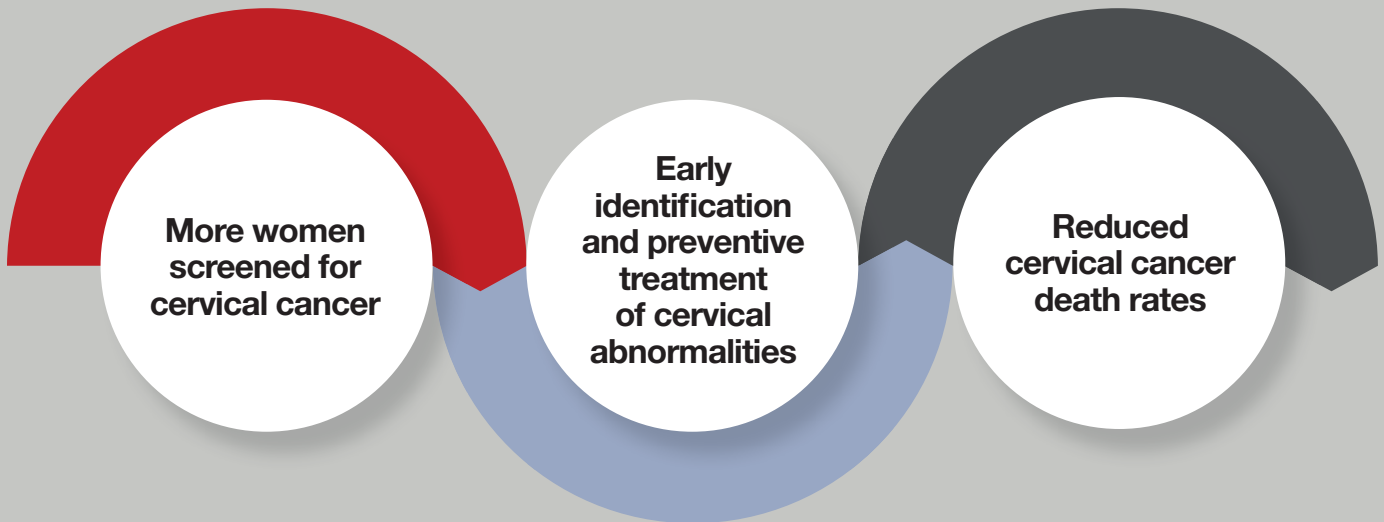 More women
screened for
cervical cancer
Early
identification
and preventive
treatment
of cervical
abnormalities
Reduced
cervical cancer
death rates